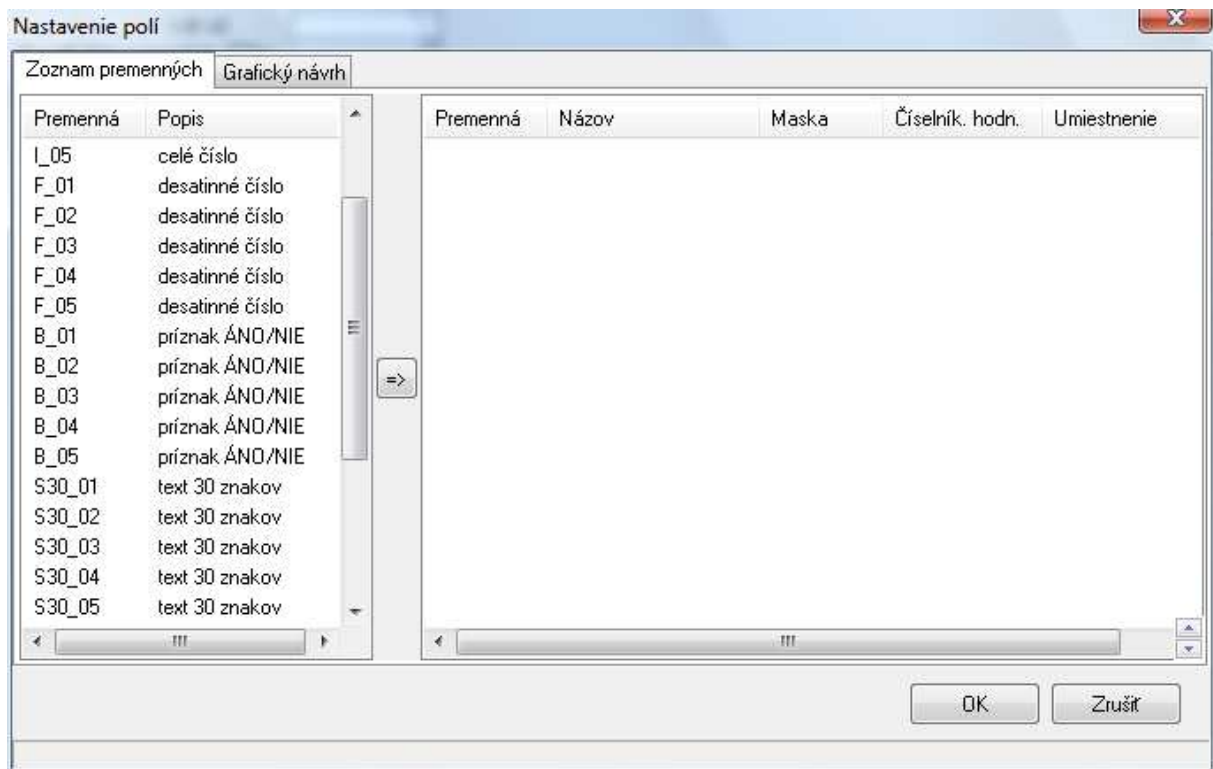 Nastavenie polí
Zoznam premenných Grafický návrh
Premenná Popis Premenná Názov Maska Číselník. hodn. Umiestnenie
I_05 celé číslo
F_01 desatinné číslo
F_02 desatinné číslo
F_03 desatinné číslo
F_04 desatinné číslo
F_05 desatinné číslo
B_01 príznak ÁNO/NIE
B_02 príznak ÁNO/NIE
=>
B_03 príznak ÁNO/NIE
B_04 príznak ÁNO/NIE
B_05 príznak ÁNO/NIE
S30_01 text 30 znakov
S30_02 text 30 znakov
S30_03 text 30 znakov
S30_04 text 30 znakov
S30_05 text 30 znakov
OK Zrušiť